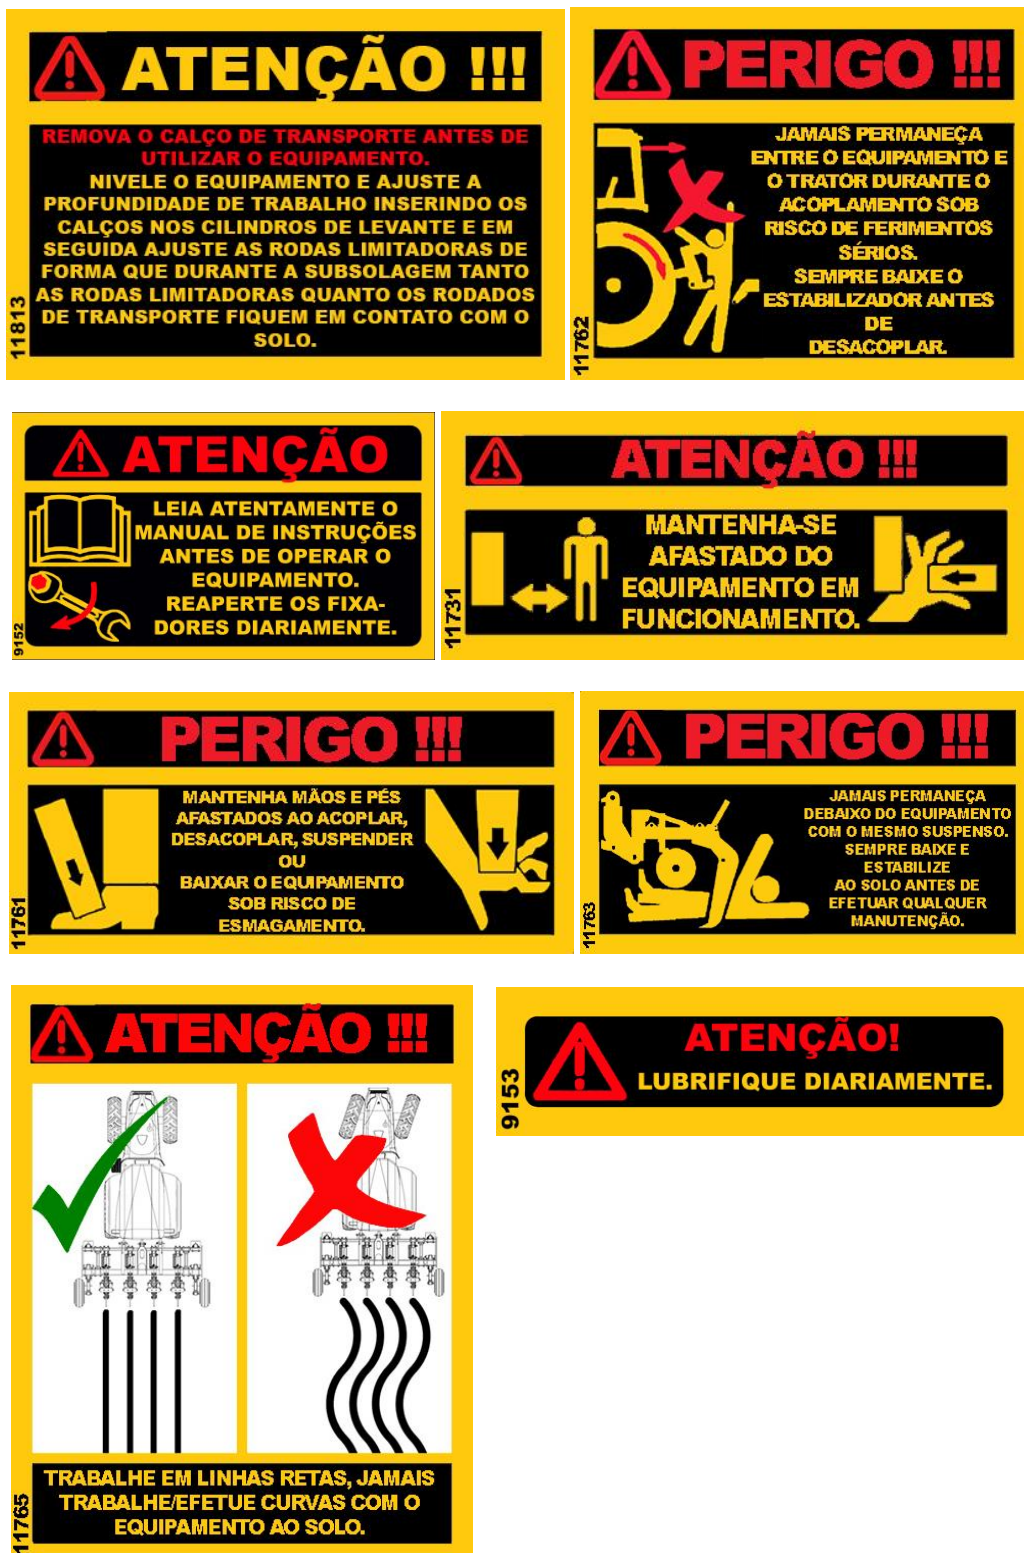 ATENÇÃO !!!
REMOVA O CALÇO DE TRANSPORTE ANTES DE
UTILIZAR O EQUIPAMENTO.
NIVELE O EQUIPAMENTO E AJUSTE A
PROFUNDIDADE DE TRABALHO INSERINDO OS
CALÇOS NOS CILINDROS DE LEVANTE E EM
SEGUIDA AJUSTE AS RODAS LIMITADORAS DE
FORMA QUE DURANTE A SUBSOLAGEM TANTO
AS RODAS LIMITADORAS QUANTO OS RODADOS
DE TRANSPORTE FIQUEM EM CONTATO COM O
SOLO.
11813
PERIGO !!!
JAMAIS PERMANEÇA
ENTRE O EQUIPAMENTO E
O TRATOR DURANTE O
ACOPLAMENTO SOB
RISCO DE FERIMENTOS
SÉRIOS.
SEMPRE BAIXE O
ESTABILIZADOR ANTES
DE
DESACOPLAR.
11762
ATENÇÃO
LEIA ATENTAMENTE O
MANUAL DE INSTRUÇÕES
ANTES DE OPERAR O
EQUIPAMENTO.
REAPERTE OS FIXA-
DORES DIARIAMENTE.
9152
ATENÇÃO !!!
MANTENHA-SE
AFASTADO DO
EQUIPAMENTO EM
FUNCIONAMENTO.
11731
PERIGO !!!
MANTENHA MÃOS E PÉS
AFASTADOS AO ACOPLAR,
DESACOPLAR, SUSPENDER
OU
BAIXAR O EQUIPAMENTO
SOB RISCO DE
ESMAGAMENTO.
11761
PERIGO !!!
JAMAIS PERMANEÇA
DEBAIXO DO EQUIPAMENTO
COM O MESMO SUSPENSO.
SEMPRE BAIXE E
ESTABILIZE
AO SOLO ANTES DE
EFETUAR QUALQUER
MANUTENÇÃO.
11763
ATENÇÃO !!!
TRABALHE EM LINHAS RETAS, JAMAIS
TRABALHE/EFETUE CURVAS COM O
EQUIPAMENTO AO SOLO.
11765
ATENÇÃO!
LUBRIFIQUE DIARIAMENTE.
9153